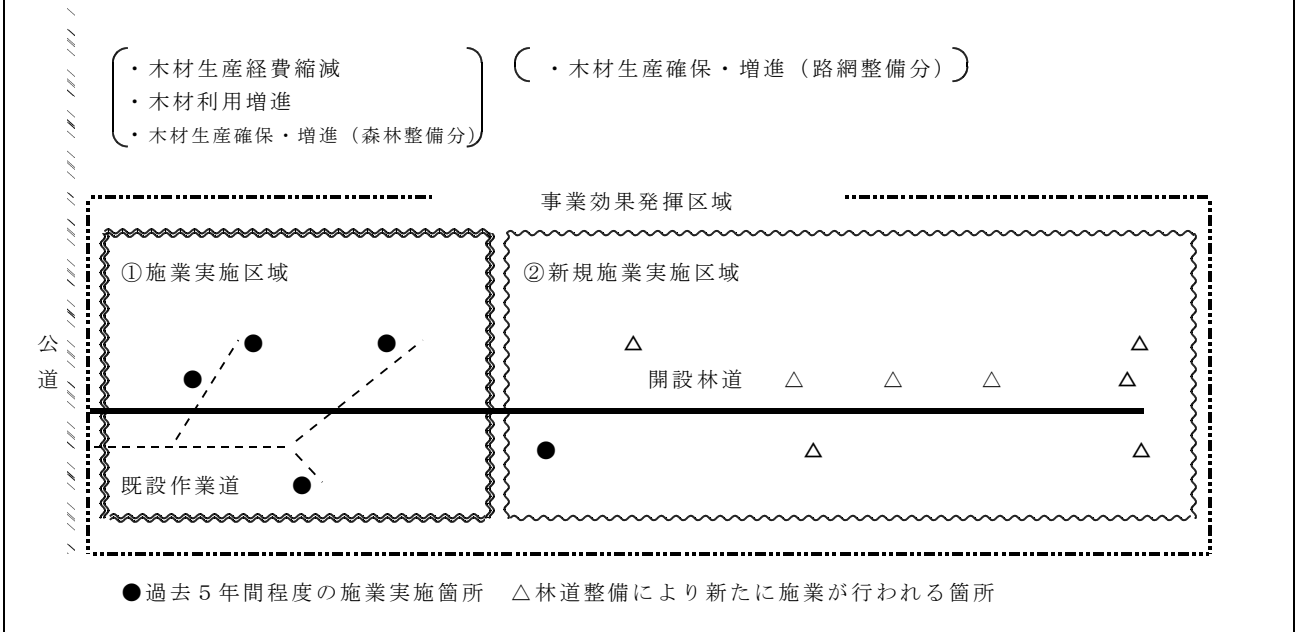 ・木材生産経費縮減
・木材利用増進
・木材生産確保・増進（森林整備分）
・木材生産確保・増進（路網整備分）
事業効果発揮区域
①施業実施区域
②新規施業実施区域
公道
開設林道
既設作業道
●過去５年間程度の施業実施箇所　△林道整備により新たに施業が行われる箇所